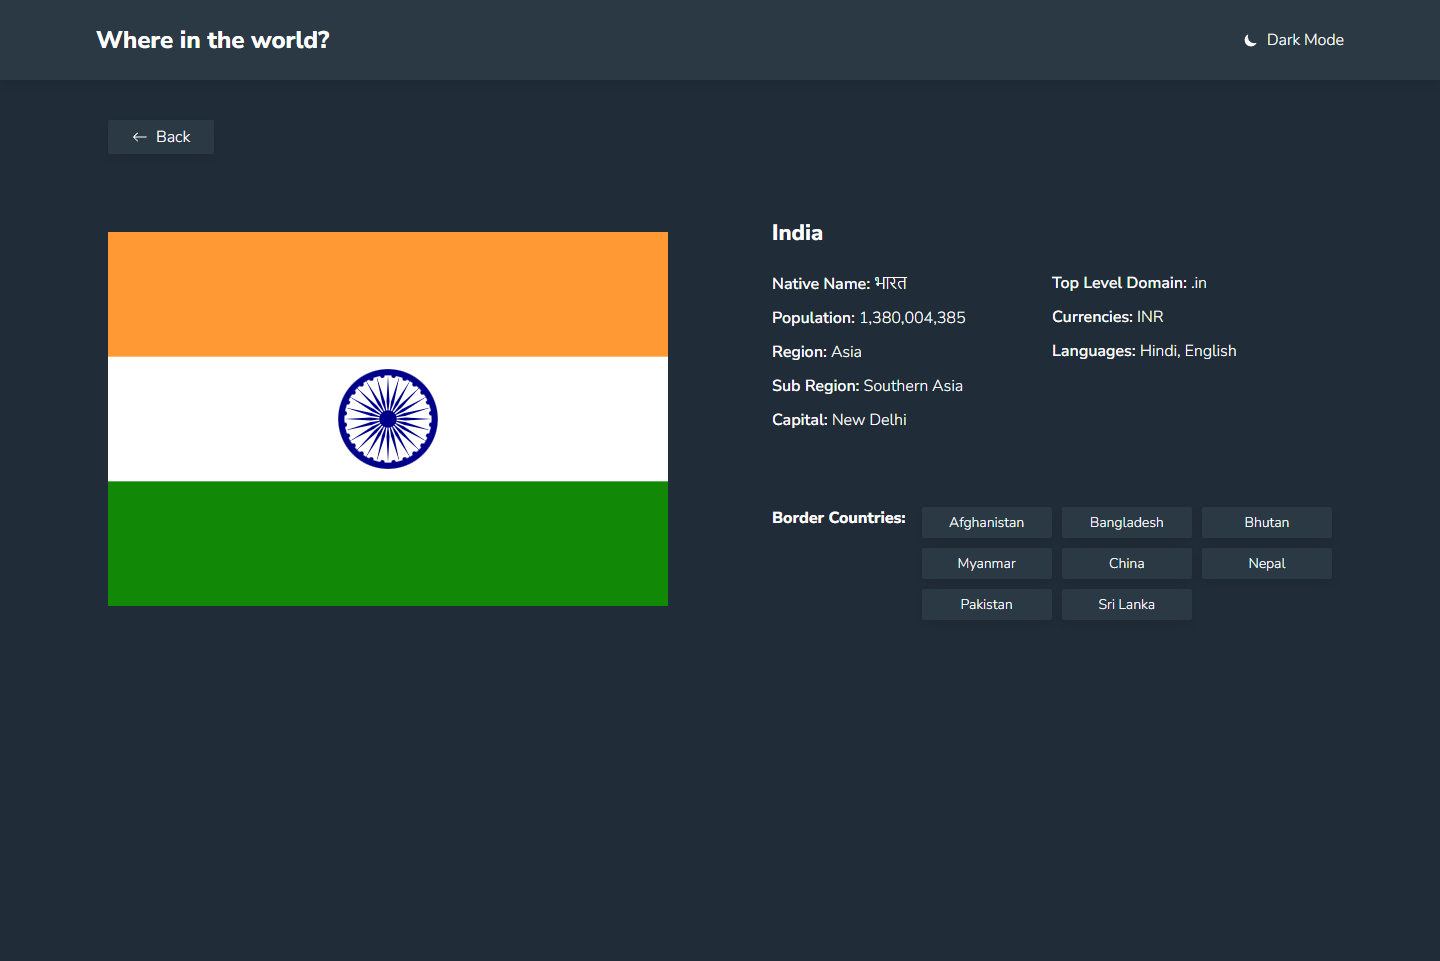 Where in the world?
Dark Mode
Back
India
Native Name: भारत
Population: 1,380,004,385
Region: Asia
Sub Region: Southern Asia
Capital: New Delhi
Top Level Domain: .in
Currencies: INR
Languages: Hindi, English
Border Countries:
Afghanistan
Bangladesh
Bhutan
Myanmar
China
Nepal
Pakistan
Sri Lanka